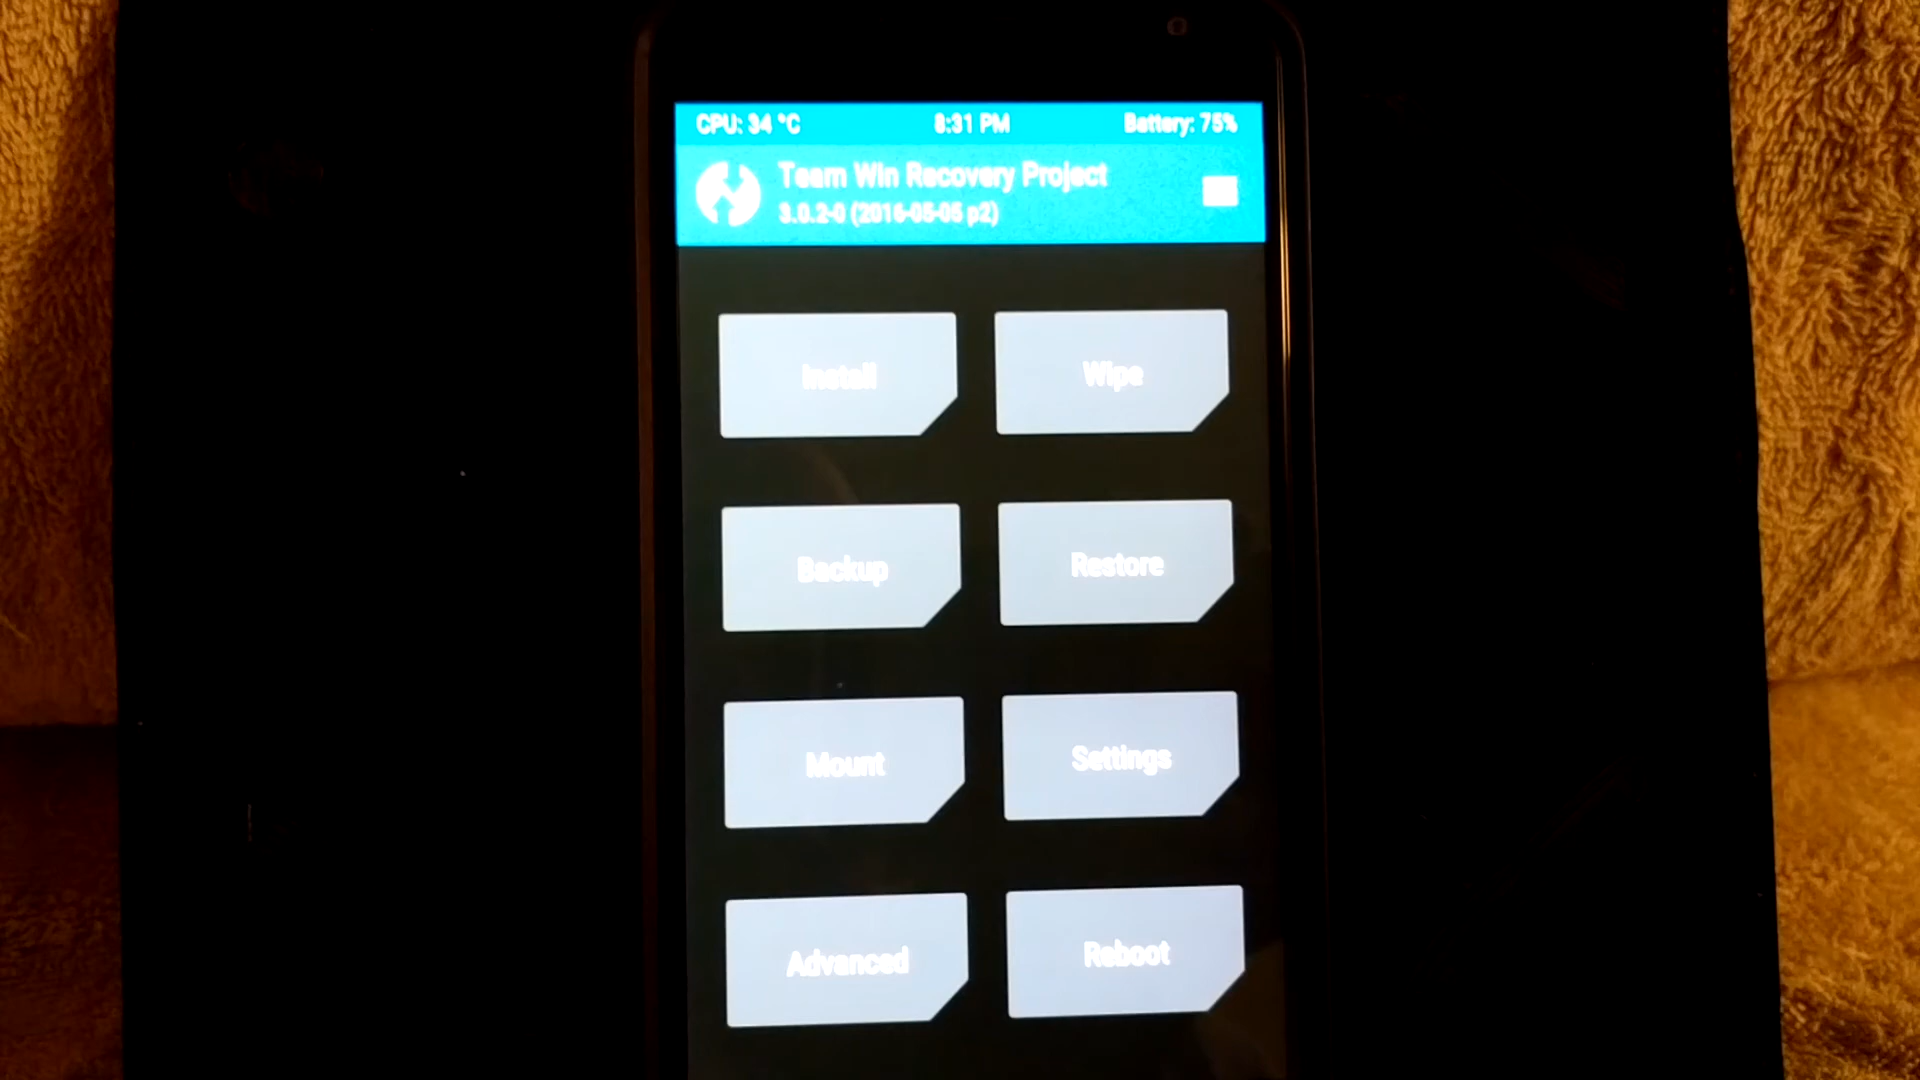 CPU: 34 °C 8:31 PM Battery: 75%
Team Win Recovery Project
3.0.2-0 (2016-05-05 p2)
Install Wipe
Backup Restore
Mount Settings
Advanced Reboot